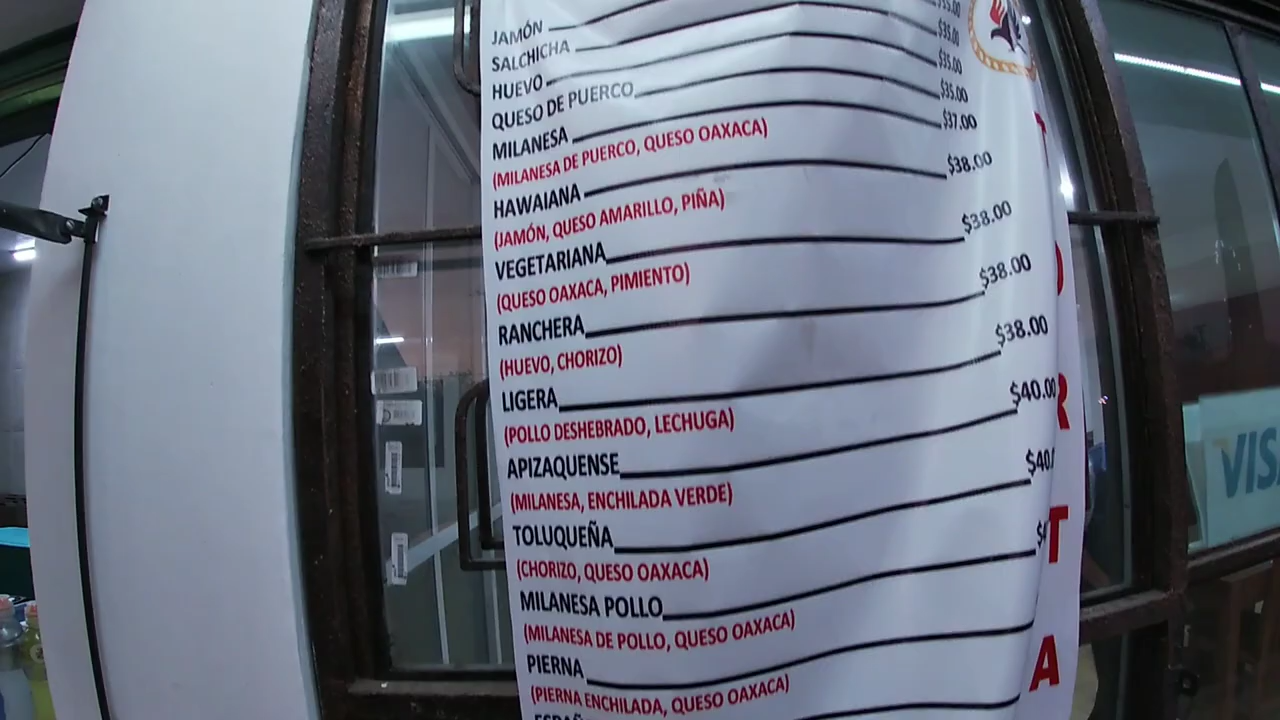 JAMÓN $35.00
SALCHICHA $35.00
HUEVO $35.00
QUESO DE PUERCO $35.00
MILANESA $37.00
(MILANESA DE PUERCO, QUESO OAXACA)
HAWAIANA $38.00
(JAMÓN, QUESO AMARILLO, PIÑA)
VEGETARIANA $38.00
(QUESO OAXACA, PIMIENTO)
RANCHERA $38.00
(HUEVO, CHORIZO)
LIGERA $38.00
(POLLO DESHEBRADO, LECHUGA)
APIZAQUENSE $40.00
(MILANESA, ENCHILADA VERDE)
TOLUQUEÑA $40
(CHORIZO, QUESO OAXACA)
MILANESA POLLO
(MILANESA DE POLLO, QUESO OAXACA)
PIERNA
(PIERNA ENCHILADA, QUESO OAXACA)
T
O
R
T
A
VISA